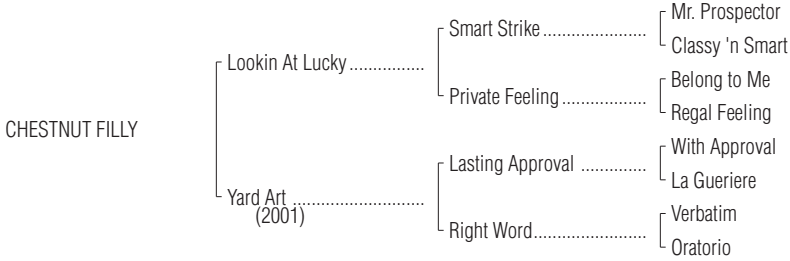 Mr. Prospector
Smart Strike......................
Classy 'n Smart
Lookin At Lucky................
Belong to Me
Private Feeling..................
Regal Feeling
CHESTNUT FILLY
With Approval
Lasting Approval ..............
La Gueriere
Yard Art ............................
(2001)
Verbatim
Right Word........................
Oratorio